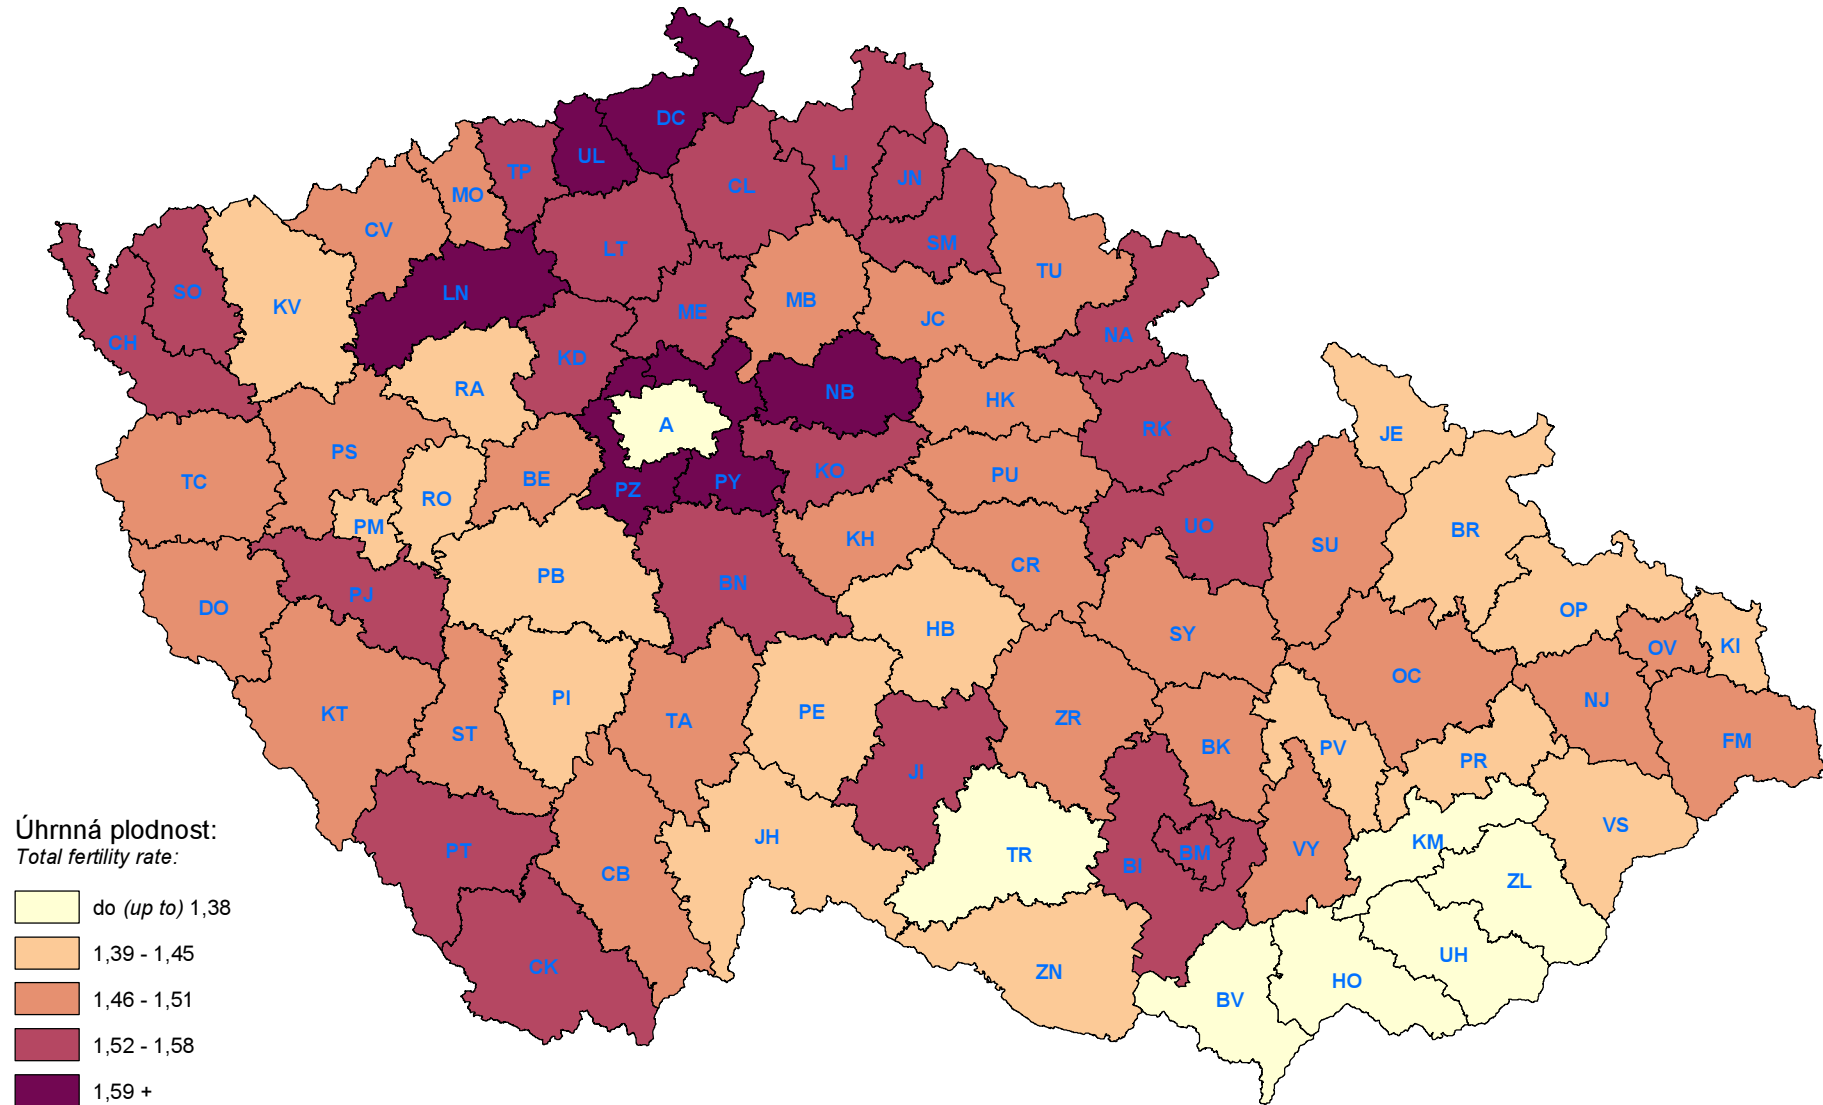 DC
UL
TP
CL
LI
JN
MO
CV
LT
SM
TU
SO
KV
LN
ME
MB
JC
NA
CH
KD
RA
NB
HK
A
RK
JE
PS
TC
RO
BE
PZ
PY
KO
PU
PM
KH
UO
SU
BR
CR
PB
BN
PJ
DO
HB
SY
OP
OV
KI
KT
ST
PI
TA
PE
ZR
OC
NJ
BK
PV
PR
FM
JI
JH
TR
BI
BM
VY
KM
VS
PT
CB
ZL
CK
ZN
BV
HO
UH
Úhrnná plodnost:
Total fertility rate:
do (up to) 1,38
1,39 - 1,45
1,46 - 1,51
1,52 - 1,58
1,59 +